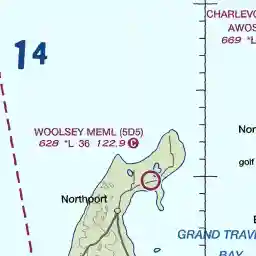 CHARLEVO
AWOS
669 *L
14
WOOLSEY MEML (5D5)
628 *L 36 122.9 C
Nor
golf
Northport
GRAND TRAVE
BAY